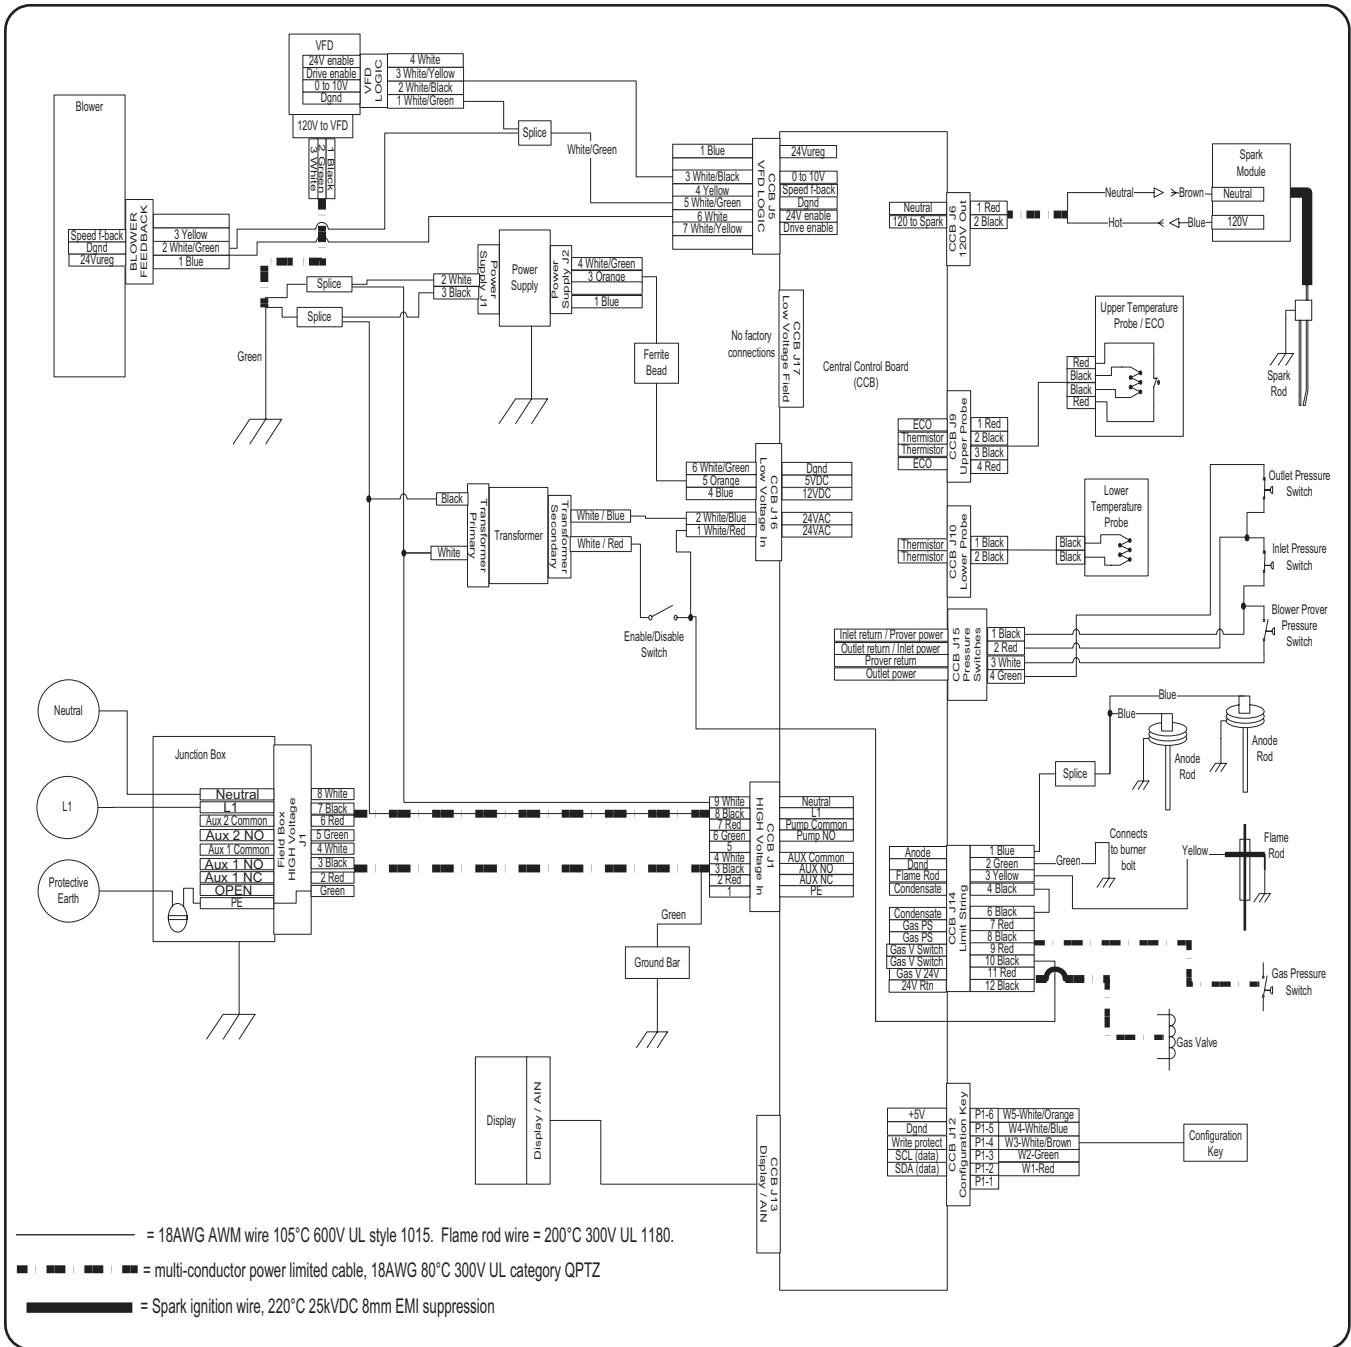 VFD
24V enable
Drive enable
0 to 10V
Dgnd
VFD LOGIC
4 White
3 White/Yellow
2 White/Black
1 White/Green
120V to VFD
1 Black
2 Green
3 White
Blower
Speed f-back
Dgnd
24Vureg
BLOWER FEEDBACK
3 Yellow
2 White/Green
1 Blue
Splice
White/Green
Splice
Splice
Green
2 White
3 Black
Power Supply J1
Power Supply
Power Supply J2
4 White/Green
3 Orange
1 Blue
Ferrite Bead
1 Blue
3 White/Black
4 Yellow
5 White/Green
6 White
7 White/Yellow
CCB J5
VFD LOGIC
24Vureg
0 to 10V
Speed f-back
Dgnd
24V enable
Drive enable
No factory connections
CCB J17
Low Voltage Field
Central Control Board
(CCB)
Neutral
120 to Spark
CCB J6
120V Out
1 Red
2 Black
Neutral
Brown
Hot
Blue
Spark Module
Neutral
120V
Spark Rod
Upper Temperature Probe / ECO
Red
Black
Black
Red
ECO
Thermistor
Thermistor
ECO
CCB J9
Upper Probe
1 Red
2 Black
3 Black
4 Red
6 White/Green
5 Orange
4 Blue
2 White/Blue
1 White/Red
CCB J16
Low Voltage In
Dgnd
5VDC
12VDC
24VAC
24VAC
Black
White
Transformer Primary
Transformer
Transformer Secondary
White / Blue
White / Red
Enable/Disable Switch
Thermistor
Thermistor
CCB J10
Lower Probe
1 Black
2 Black
Lower Temperature Probe
Black
Black
Outlet Pressure Switch
Inlet Pressure Switch
Blower Prover Pressure Switch
Inlet return / Prover power
Outlet return / Inlet power
Prover return
Outlet power
CCB J15
Pressure Switches
1 Black
2 Red
3 White
4 Green
Neutral
L1
Protective Earth
Junction Box
Neutral
L1
Aux 2 Common
Aux 2 NO
Aux 1 Common
Aux 1 NO
Aux 1 NC
OPEN
PE
Field Box
HIGH Voltage
J1
8 White
7 Black
6 Red
5 Green
4 White
3 Black
2 Red
Green
9 White
8 Black
7 Red
6 Green
5
4 White
3 Black
2 Red
1
CCB J1
HIGH Voltage In
Neutral
L1
Pump Common
Pump NO
AUX Common
AUX NO
AUX NC
PE
Green
Ground Bar
Blue
Blue
Splice
Anode Rod
Anode Rod
Anode
Dgnd
Flame Rod
Condensate
Condensate
Gas PS
Gas PS
Gas V Switch
Gas V Switch
Gas V 24V
24V Rtn
CCB J14
Limit String
1 Blue
2 Green
3 Yellow
4 Black
6 Black
7 Red
8 Black
9 Red
10 Black
11 Red
12 Black
Green
Connects to burner bolt
Yellow
Flame Rod
Gas Pressure Switch
Gas Valve
Display
Display / AIN
CCB J13
Display / AIN
+5V
Dgnd
Write protect
SCL (data)
SDA (data)
CCB J12
Configuration Key
P1-6 W5-White/Orange
P1-5 W4-White/Blue
P1-4 W3-White/Brown
P1-3 W2-Green
P1-2 W1-Red
P1-1
Configuration Key
= 18AWG AWM wire 105°C 600V UL style 1015. Flame rod wire = 200°C 300V UL 1180.
= multi-conductor power limited cable, 18AWG 80°C 300V UL category QPTZ
= Spark ignition wire, 220°C 25kVDC 8mm EMI suppression